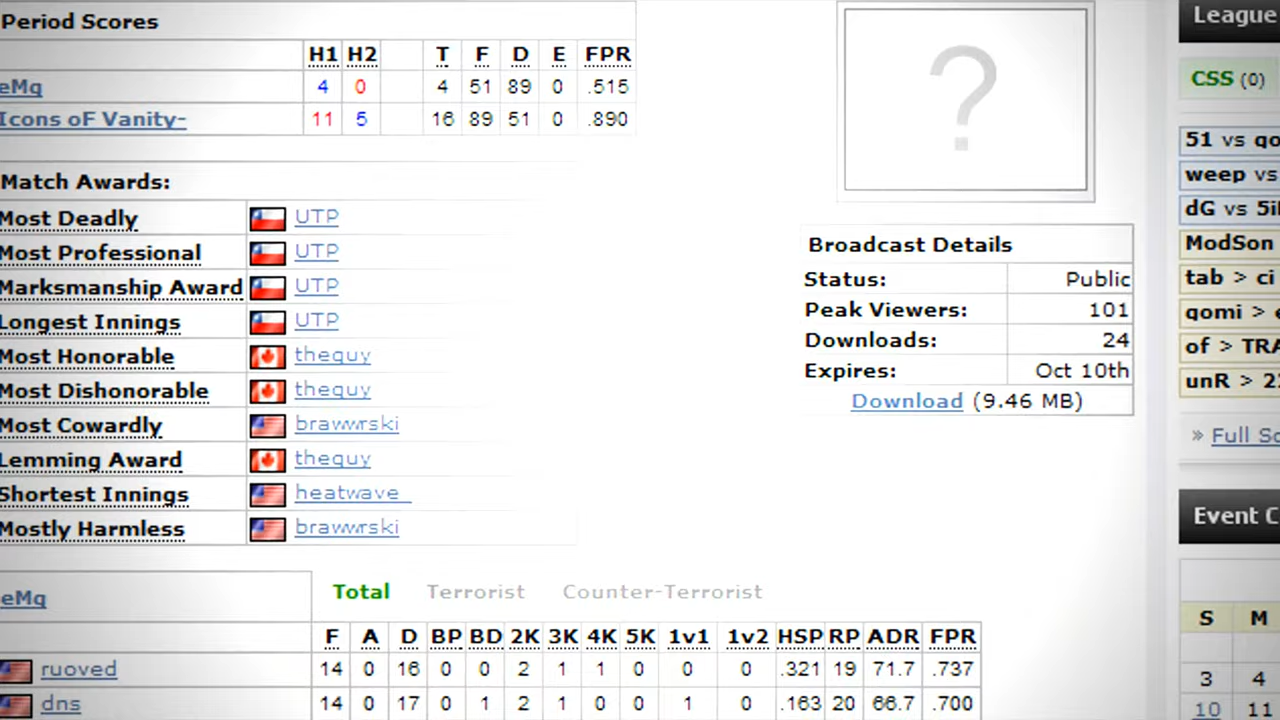 Period Scores
H1 H2 T F D E FPR
eMq 4 0 4 51 89 0 .515
Icons oF Vanity- 11 5 16 89 51 0 .890
Match Awards:
Most Deadly UTP
Most Professional UTP
Marksmanship Award UTP
Longest Innings UTP
Most Honorable theguy
Most Dishonorable theguy
Most Cowardly brawwrski
Lemming Award theguy
Shortest Innings heatwave_
Mostly Harmless brawwrski
?
Broadcast Details
Status: Public
Peak Viewers: 101
Downloads: 24
Expires: Oct 10th
Download (9.46 MB)
eMq Total Terrorist Counter-Terrorist
F A D BP BD 2K 3K 4K 5K 1v1 1v2 HSP RP ADR FPR
ruoved 14 0 16 0 0 2 1 1 0 0 0 .321 19 71.7 .737
dns 14 0 17 0 1 2 1 0 0 1 0 .163 20 66.7 .700
League
CSS (0)
51 vs go
weep vs
dG vs 5i
ModSon
tab > ci
gomi > e
of > TRA
unR > 2
» Full Sc
Event C
S M
3 4
10 11